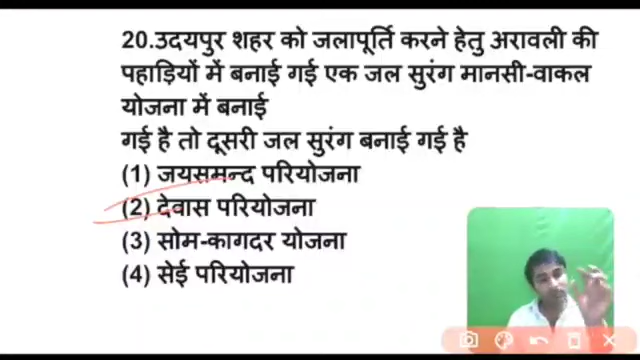 20.उदयपुर शहर को जलापूर्ति करने हेतु अरावली की
पहाड़ियों में बनाई गई एक जल सुरंग मानसी-वाकल
योजना में बनाई
गई है तो दूसरी जल सुरंग बनाई गई है
(1) जयसमन्द परियोजना
(2) देवास परियोजना
(3) सोम-कागदर योजना
(4) सेई परियोजना